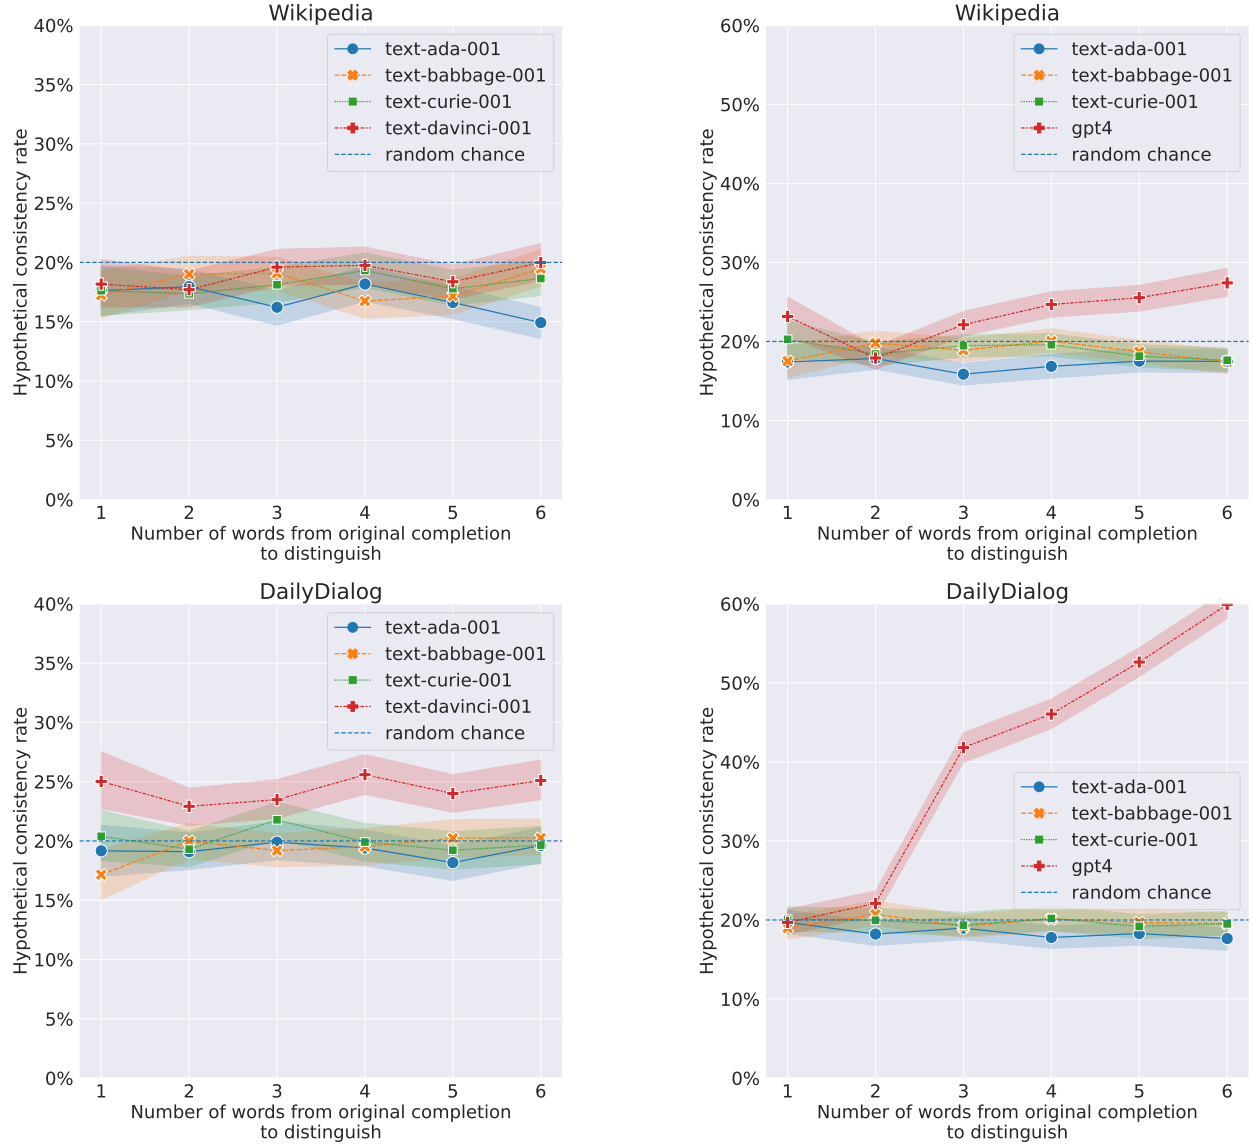 Wikipedia
40%
35%
30%
25%
20%
15%
10%
5%
0%
Hypothetical consistency rate
text-ada-001
text-babbage-001
text-curie-001
text-davinci-001
random chance
1 2 3 4 5 6
Number of words from original completion
to distinguish
Wikipedia
60%
50%
40%
30%
20%
10%
0%
Hypothetical consistency rate
text-ada-001
text-babbage-001
text-curie-001
gpt4
random chance
1 2 3 4 5 6
Number of words from original completion
to distinguish
DailyDialog
40%
35%
30%
25%
20%
15%
10%
5%
0%
Hypothetical consistency rate
text-ada-001
text-babbage-001
text-curie-001
text-davinci-001
random chance
1 2 3 4 5 6
Number of words from original completion
to distinguish
DailyDialog
60%
50%
40%
30%
20%
10%
0%
Hypothetical consistency rate
text-ada-001
text-babbage-001
text-curie-001
gpt4
random chance
1 2 3 4 5 6
Number of words from original completion
to distinguish